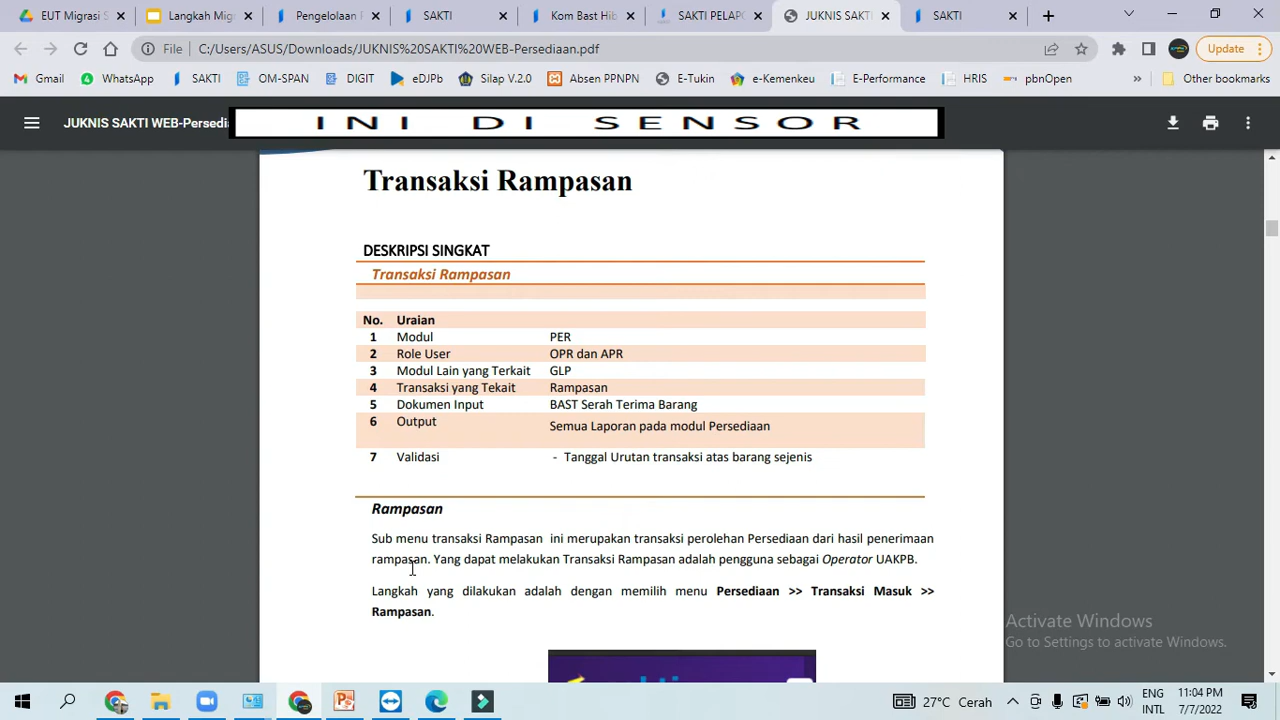 EUT Migrasi S
Langkah Migr
Pengelolaan P
SAKTI
Kom Bast Hib
SAKTI PELAPO
JUKNIS SAKTI
SAKTI
File
C:/Users/ASUS/Downloads/JUKNIS%20SAKTI%20WEB-Persediaan.pdf
Update
Gmail
WhatsApp
SAKTI
OM-SPAN
DIGIT
eDJPb
Silap V.2.0
Absen PPNPN
E-Tukin
e-Kemenkeu
E-Performance
HRIS
pbnOpen
»
Other bookmarks
JUKNIS SAKTI WEB-Persedia
INI DI SENSOR
Transaksi Rampasan
DESKRIPSI SINGKAT
Transaksi Rampasan
No. Uraian
1 Modul PER
2 Role User OPR dan APR
3 Modul Lain yang Terkait GLP
4 Transaksi yang Tekait Rampasan
5 Dokumen Input BAST Serah Terima Barang
6 Output Semua Laporan pada modul Persediaan
7 Validasi - Tanggal Urutan transaksi atas barang sejenis
Rampasan
Sub menu transaksi Rampasan ini merupakan transaksi perolehan Persediaan dari hasil penerimaan
rampasan. Yang dapat melakukan Transaksi Rampasan adalah pengguna sebagai Operator UAKPB.
Langkah yang dilakukan adalah dengan memilih menu Persediaan >> Transaksi Masuk >>
Rampasan.
Activate Windows
Go to Settings to activate Windows.
27°C Cerah
ENG
INTL
11:04 PM
7/7/2022